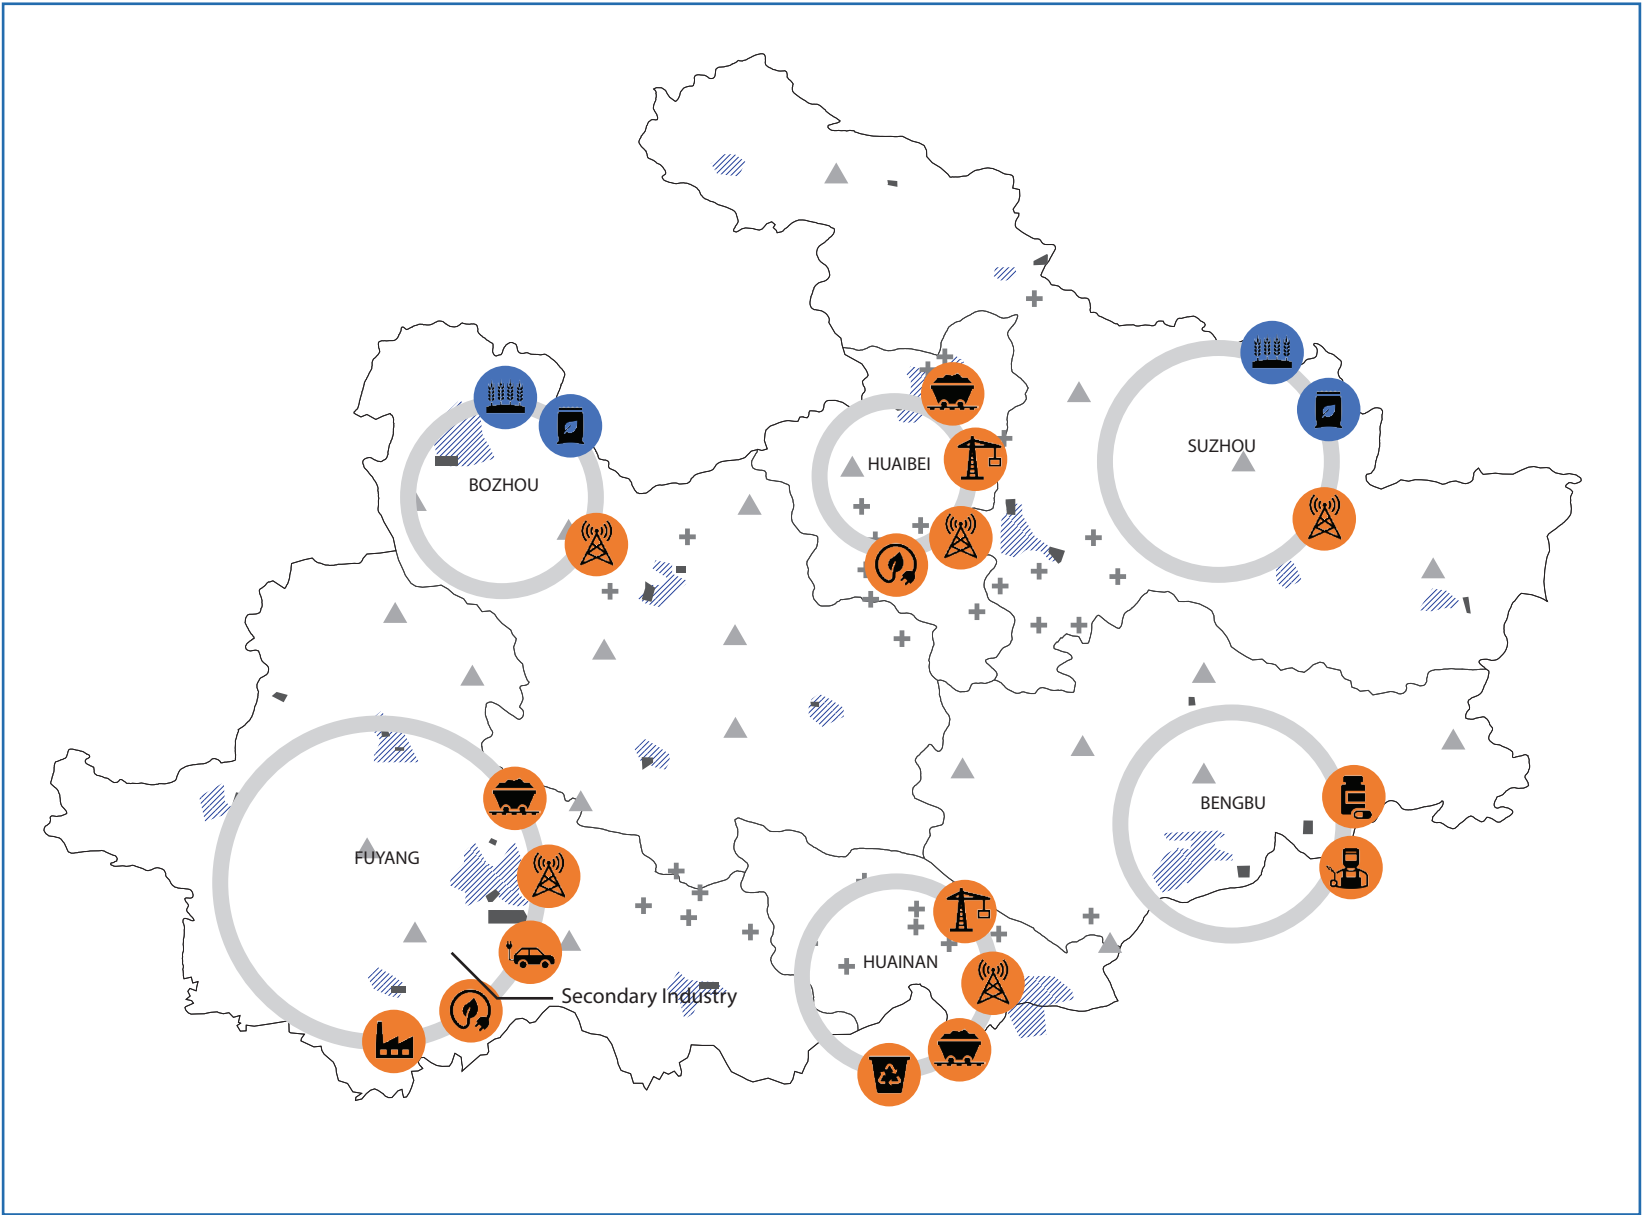 HUAIBEI
SUZHOU
BOZHOU
BENGBU
FUYANG
HUAINAN
Secondary Industry